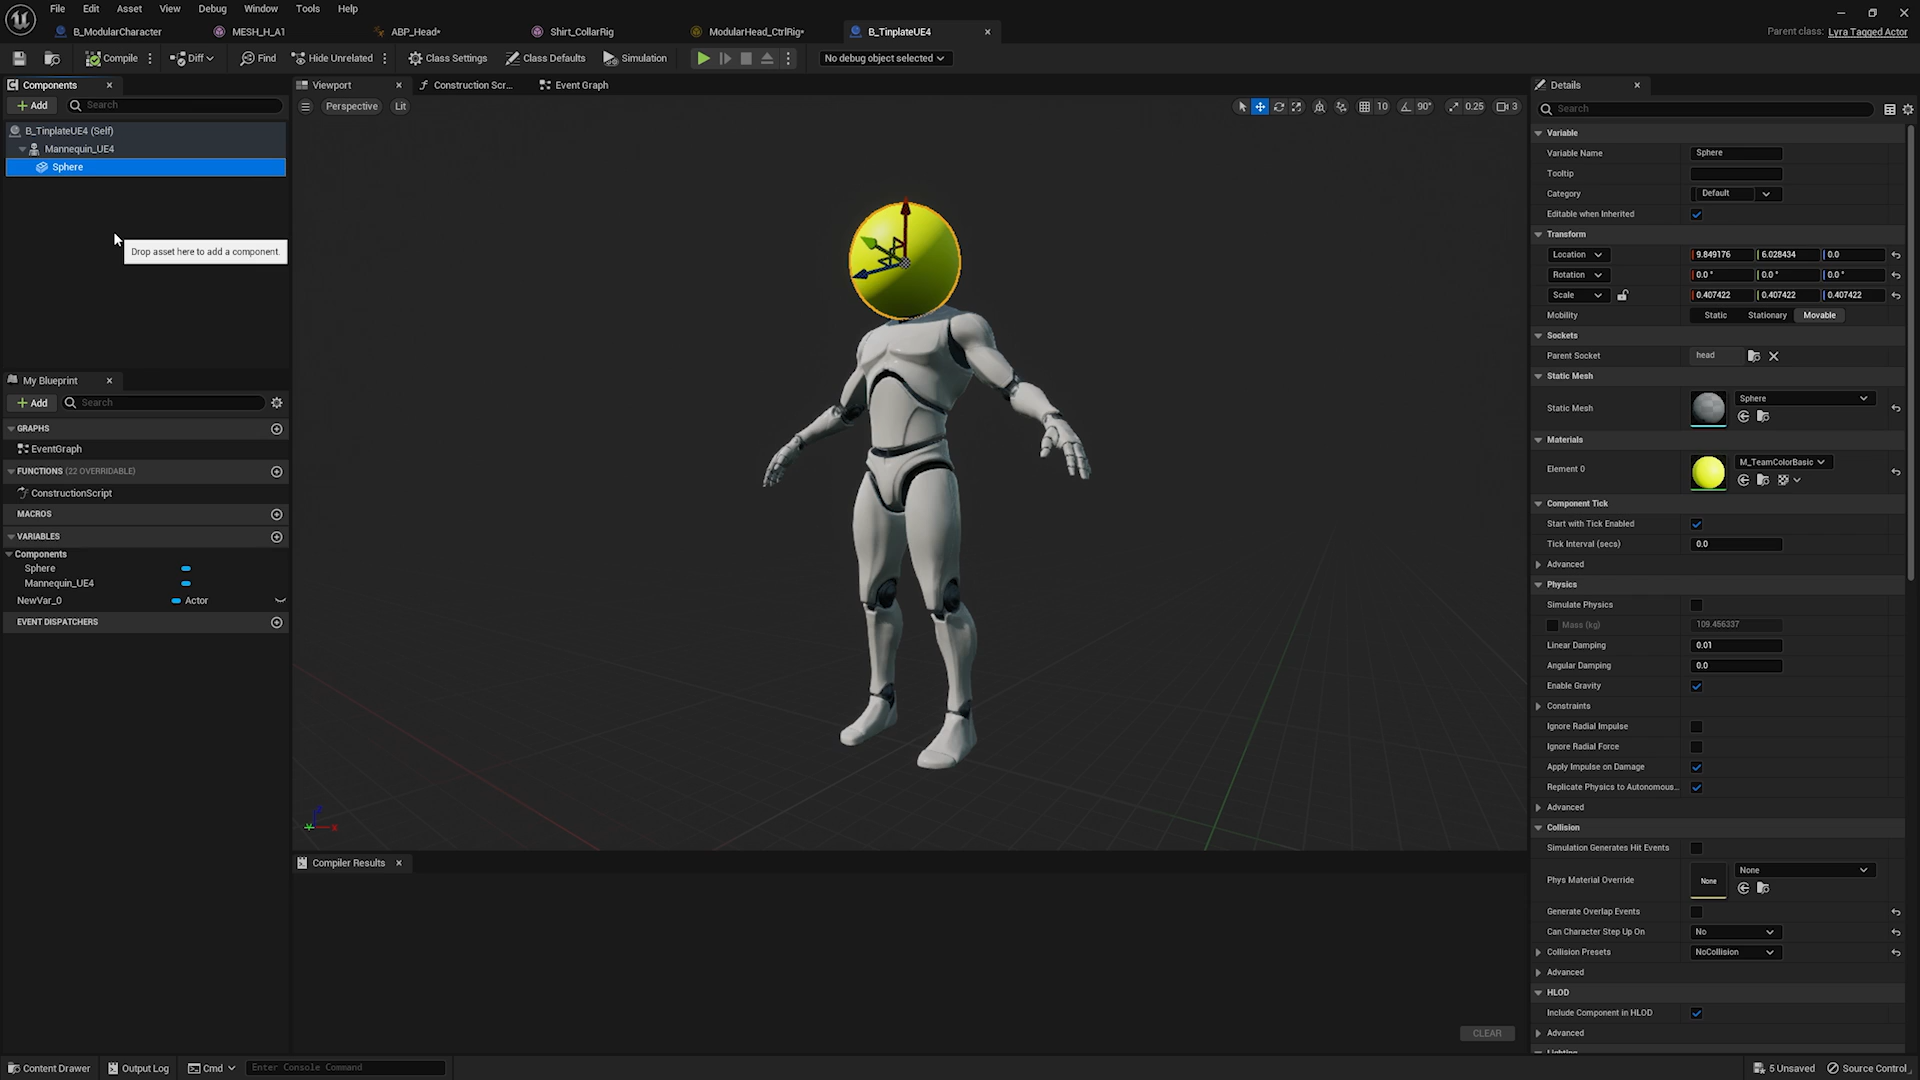 File Edit Asset View Debug Window Tools Help
B_ModularCharacter MESH_H_A1 ABP_Head* Shirt_CollarRig ModularHead_CtrlRig* B_TinplateUE4
Parent class: Lyra Tagged Actor
Compile Diff Find Hide Unrelated Class Settings Class Defaults Simulation No debug object selected
Components
Add Search
B_TinplateUE4 (Self)
Mannequin_UE4
Sphere
Drop asset here to add a component.
My Blueprint
Add Search
GRAPHS
EventGraph
FUNCTIONS (22 OVERRIDABLE)
ConstructionScript
MACROS
VARIABLES
Components
Sphere
Mannequin_UE4
NewVar_0 Actor
EVENT DISPATCHERS
Viewport Construction Scr... Event Graph
Perspective Lit
10 90° 0.25 3
X
Compiler Results
CLEAR
Details
Search
Variable
Variable Name Sphere
Tooltip
Category Default
Editable when Inherited
Transform
Location 9.849176 6.028434 0.0
Rotation 0.0 ° 0.0 ° 0.0 °
Scale 0.407422 0.407422 0.407422
Mobility Static Stationary Movable
Sockets
Parent Socket head
Static Mesh
Static Mesh Sphere
Materials
Element 0 M_TeamColorBasic
Component Tick
Start with Tick Enabled
Tick Interval (secs) 0.0
Advanced
Physics
Simulate Physics
Mass (kg) 109.456337
Linear Damping 0.01
Angular Damping 0.0
Enable Gravity
Constraints
Ignore Radial Impulse
Ignore Radial Force
Apply Impulse on Damage
Replicate Physics to Autonomous...
Advanced
Collision
Simulation Generates Hit Events
Phys Material Override None None
Generate Overlap Events
Can Character Step Up On No
Collision Presets NoCollision
Advanced
HLOD
Include Component in HLOD
Advanced
Lighting
Content Drawer Output Log Cmd Enter Console Command
5 Unsaved Source Control